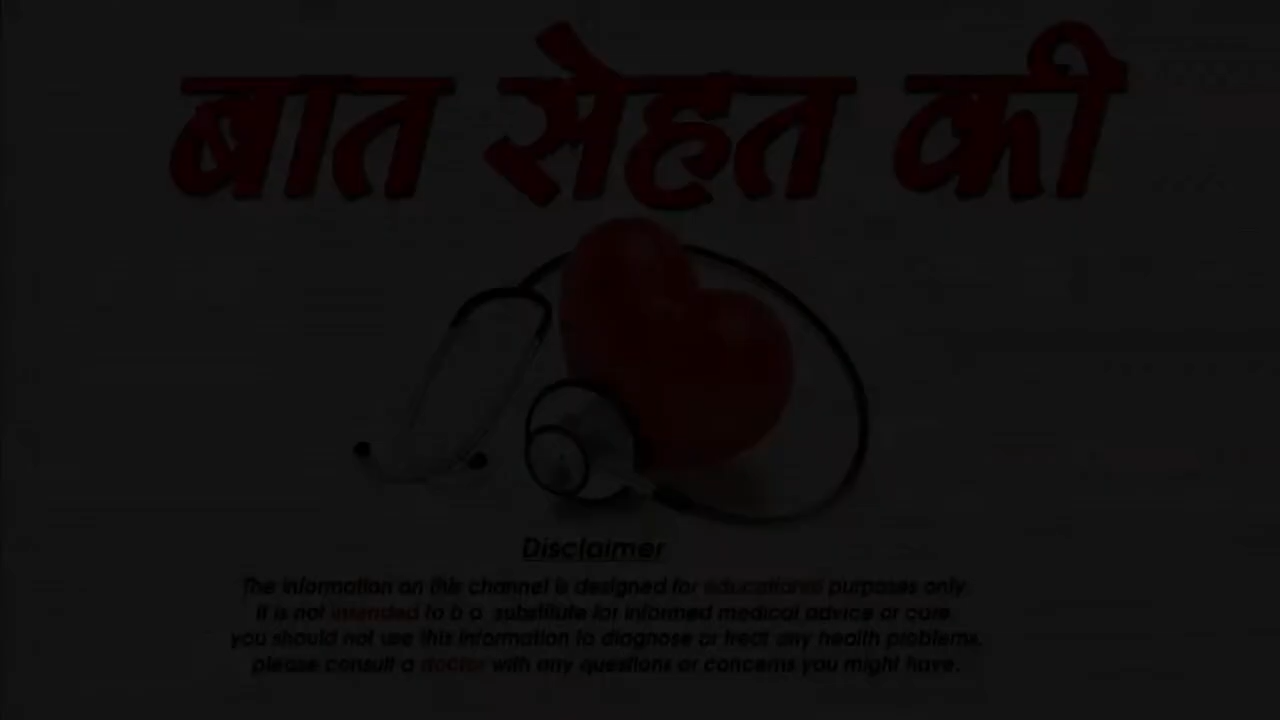 बात सेहत की
Disclaimer
The information on this channel is designed for educational purposes only.
it is not intended to b a substitute for informed medical advice or care.
you should not use this information to diagnose or treat any health problems.
please consult a doctor with any questions or concerns you might have.